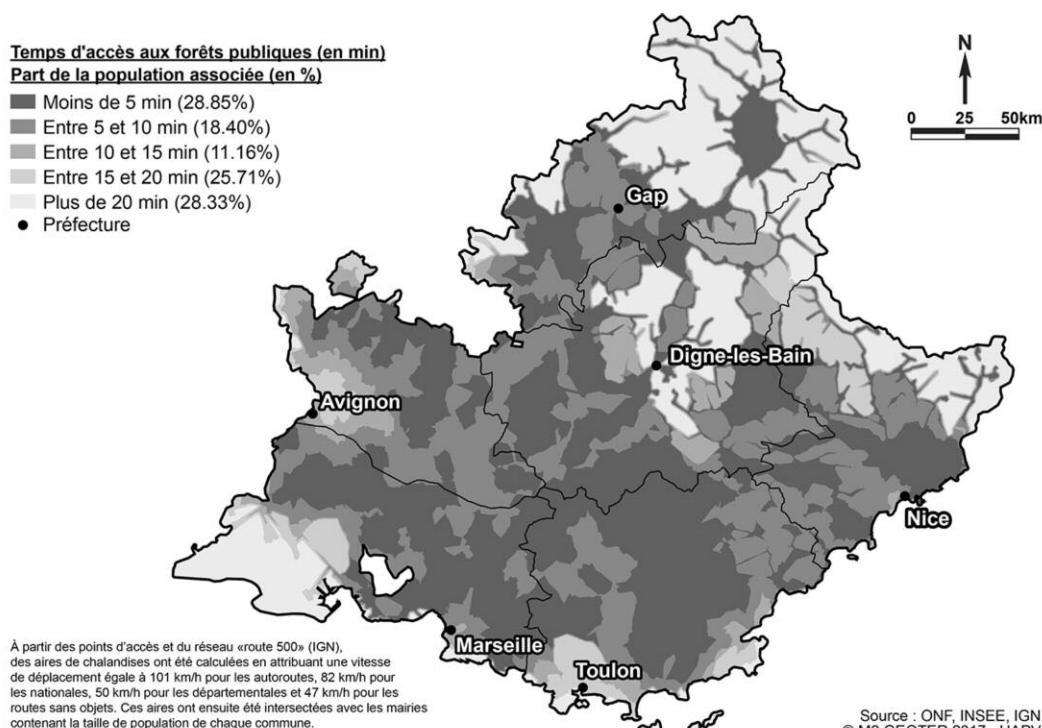 Temps d'accès aux forêts publiques (en min)
Part de la population associée (en %)
Moins de 5 min (28.85%)
Entre 5 et 10 min (18.40%)
Entre 10 et 15 min (11.16%)
Entre 15 et 20 min (25.71%)
Plus de 20 min (28.33%)
Préfecture
N
0 25 50km
Gap
Digne-les-Bain
Avignon
Nice
Marseille
Toulon
À partir des points d'accès et du réseau «route 500» (IGN),
des aires de chalandises ont été calculées en attribuant une vitesse
de déplacement égale à 101 km/h pour les autoroutes, 82 km/h pour
les nationales, 50 km/h pour les départementales et 47 km/h pour les
routes sans objets. Ces aires ont ensuite été intersectées avec les mairies
contenant la taille de population de chaque commune.
Source : ONF, INSEE, IGN
© M2 GEOTER 2017 - UAPV